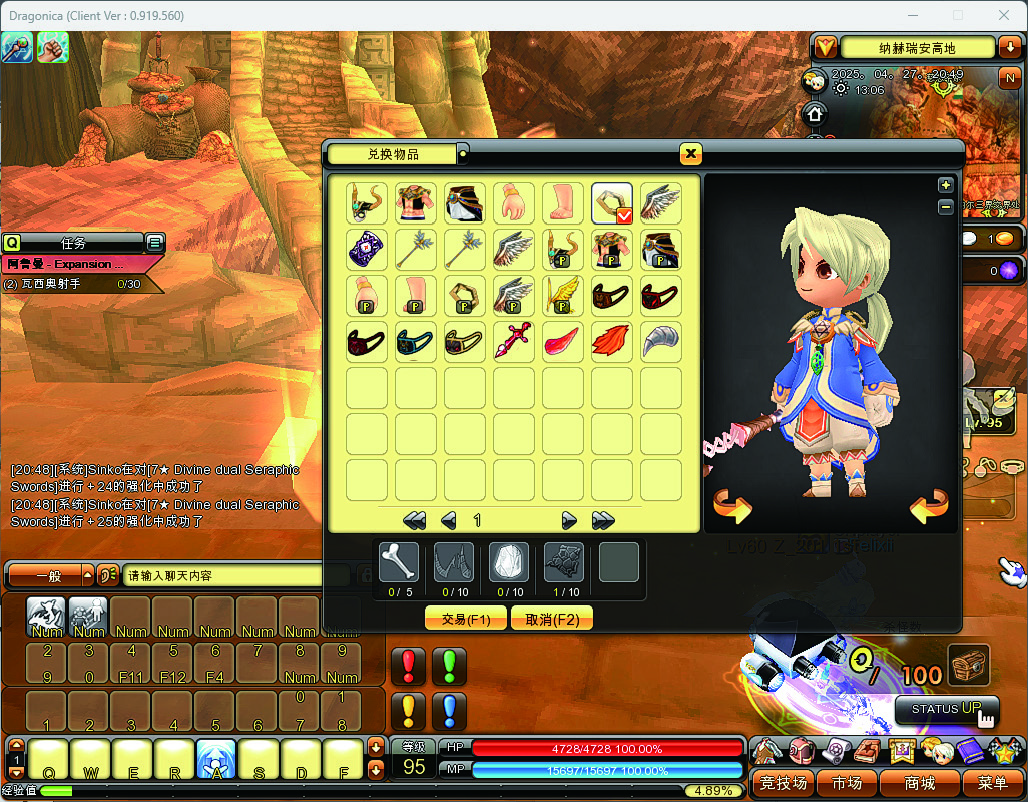 Dragonica (Client Ver : 0.919.560)
纳赫瑞安高地
2025。 04。 27。20:49
N
13:06
兑换物品
Q
任务
阿鲁曼 - Expansion ...
(2) 瓦西奥射手 0/30
1
0
P P P
P P P P P
Lv.95
[20:48][系统]Sinko在对[7★ Divine dual Seraphic
Swords]进行＋24的强化中成功了
[20:49][系统]Sinko在对[7★ Divine dual Seraphic
Swords]进行＋25的强化中成功了
1
0 / 5 0 / 10 0 / 10 1 / 10
交易(F1) 取消(F2)
一般 请输入聊天内容
Num Num Num Num Num Num Num Num
2 3 4 5 6 7 8 9
9 0 F11 F12 F4 Num Num
0 1
1 2 3 4 5 6 7 8
0/ 100
STATUS UP
1
Q W E R A S D F
等级
95
HP 4728/4728 100.00%
MP 15697/15697 100.00%
竞技场 市场 商城 菜单
经验值 4.89%